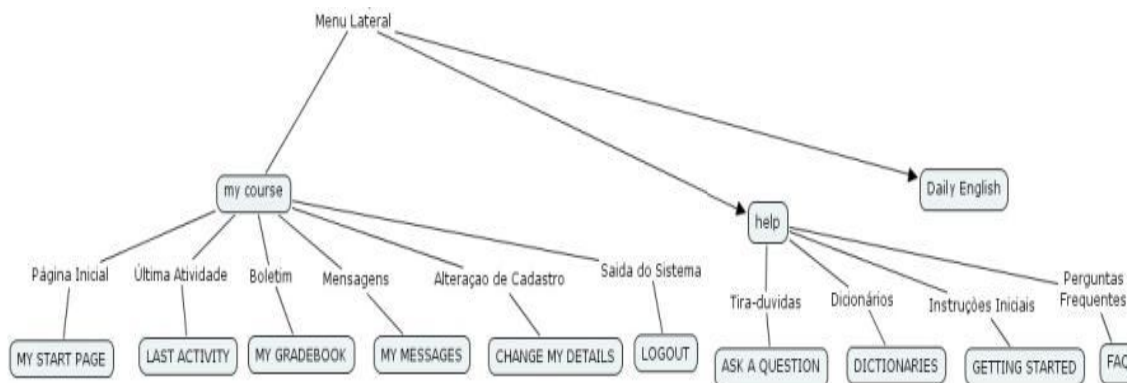 Menu Lateral
Daily English
my course
help
Página Inicial
Última Atividade
Boletim
Mensagens
Alteraçao de Cadastro
Saida do Sistema
Tira-duvidas
Dicionários
Instruções Iniciais
Perguntas
Frequentes
MY START PAGE
LAST ACTIVITY
MY GRADEBOOK
MY MESSAGES
CHANGE MY DETAILS
LOGOUT
ASK A QUESTION
DICTIONARIES
GETTING STARTED
FAQ